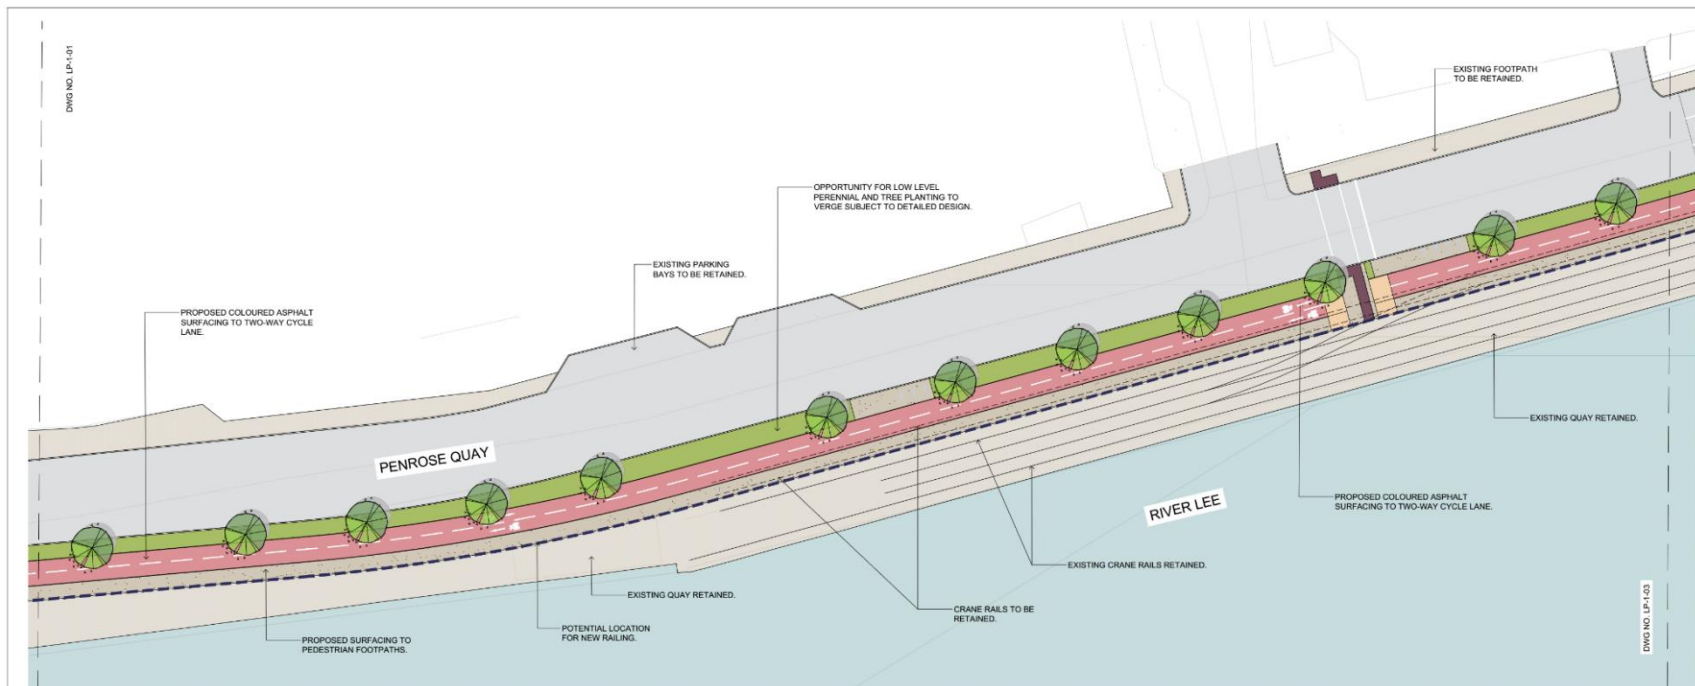 DWG NO. LP-1-01
EXISTING FOOTPATH
TO BE RETAINED.
OPPORTUNITY FOR LOW LEVEL
PERENNIAL AND TREE PLANTING TO
VERGE SUBJECT TO DETAILED DESIGN.
EXISTING PARKING
BAYS TO BE RETAINED.
PROPOSED COLOURED ASPHALT
SURFACING TO TWO-WAY CYCLE
LANE.
PENROSE QUAY
EXISTING QUAY RETAINED.
RIVER LEE
PROPOSED COLOURED ASPHALT
SURFACING TO TWO-WAY CYCLE LANE.
EXISTING CRANE RAILS RETAINED.
EXISTING QUAY RETAINED.
CRANE RAILS TO BE
RETAINED.
POTENTIAL LOCATION
FOR NEW RAILING.
PROPOSED SURFACING TO
PEDESTRIAN FOOTPATHS.
DWG NO. LP-1-03